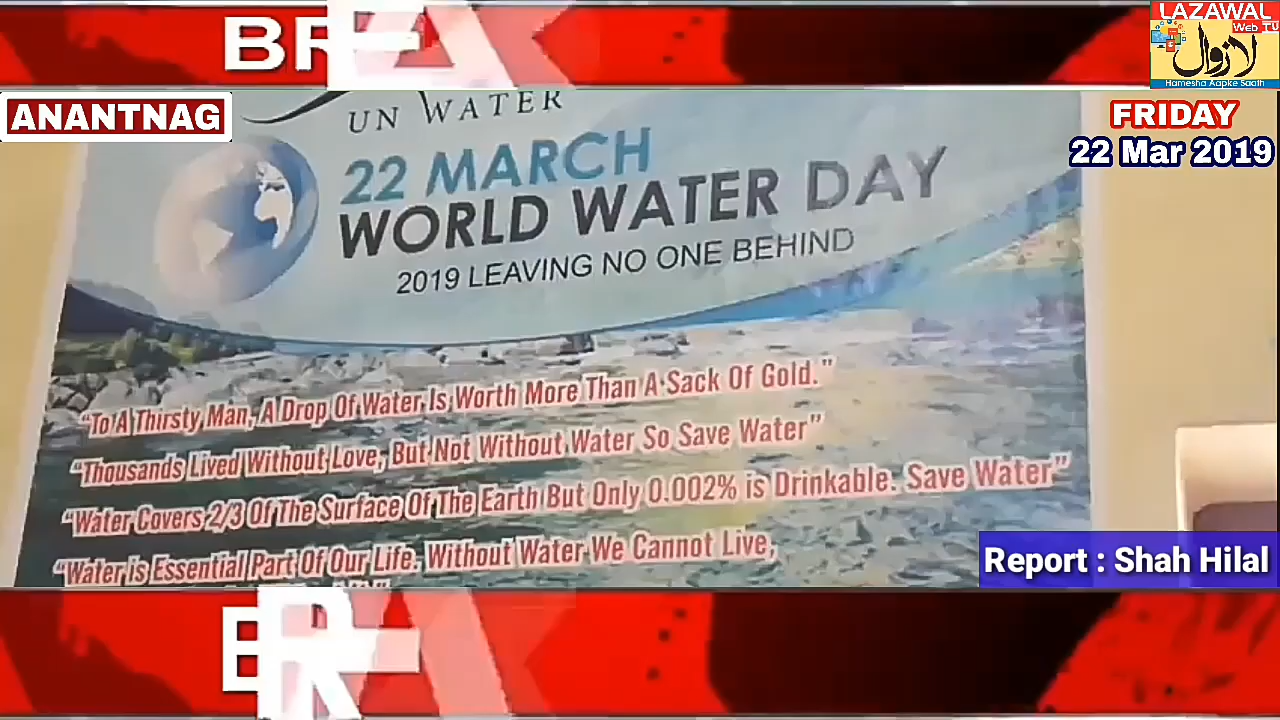 LAZAWAL
Web TV
لازوال
Hamesha Aapke Saath
ANANTNAG
FRIDAY
22 Mar 2019
UN WATER
22 MARCH
WORLD WATER DAY
2019 LEAVING NO ONE BEHIND
"To A Thirsty Man, A Drop Of Water Is Worth More Than A Sack Of Gold."
"Thousands Lived Without Love, But Not Without Water So Save Water"
"Water Covers 2/3 Of The Surface Of The Earth But Only 0.002% is Drinkable. Save Water"
"Water is Essential Part Of Our Life. Without Water We Cannot Live,
Report : Shah Hilal